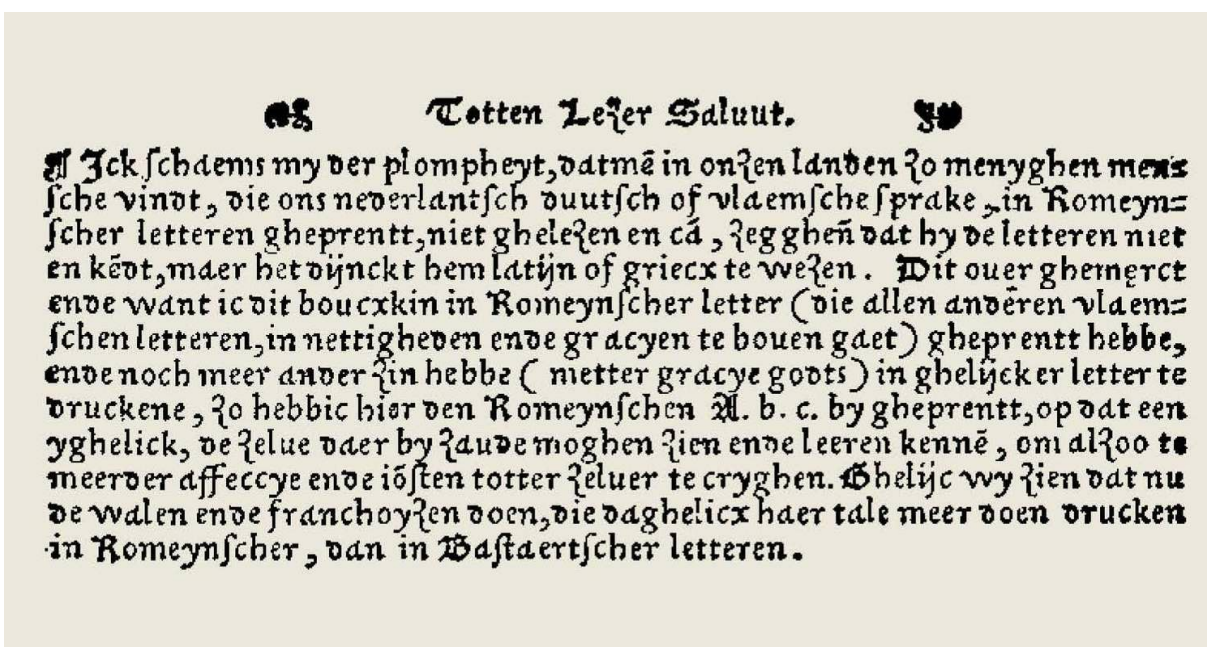 Totten Lezer Saluut.
¶ Ick ſchaems my der plompheyt, datmē in onzen landen zo menyghen menſ⸗
ſche vindt, die ons nederlantſch duutſch of vlaemſche ſprake, in Romeyn⸗
ſcher letteren gheprentt, niet ghelezen en cā, zegghen̄ dat hy de letteren niet
en kēdt, maer het dijnckt hem latijn of griecx te wezen. Dit ouer ghemerct
ende want ic dit boucxkin in Romeynſcher letter (die allen andēren vlaem⸗
ſchen letteren, in nettigheden ende gracyen te bouen gaet) gheprentt hebbe,
ende noch meer ander zin hebbe ( metter gracye godts) in ghelijcker letter te
druckene, zo hebbic hier den Romeynſchen A. b. c. by gheprentt, op dat een
yghelick, de zelue daer by zaude moghen zien ende leeren kennē, om alzoo te
meerder affeccye ende iōſten totter zeluer te cryghen. Ghelijc wy zien dat nu
de walen ende franchoyzen doen, die daghelicx haer tale meer doen drucken
in Romeynſcher, dan in Baſtaertſcher letteren.